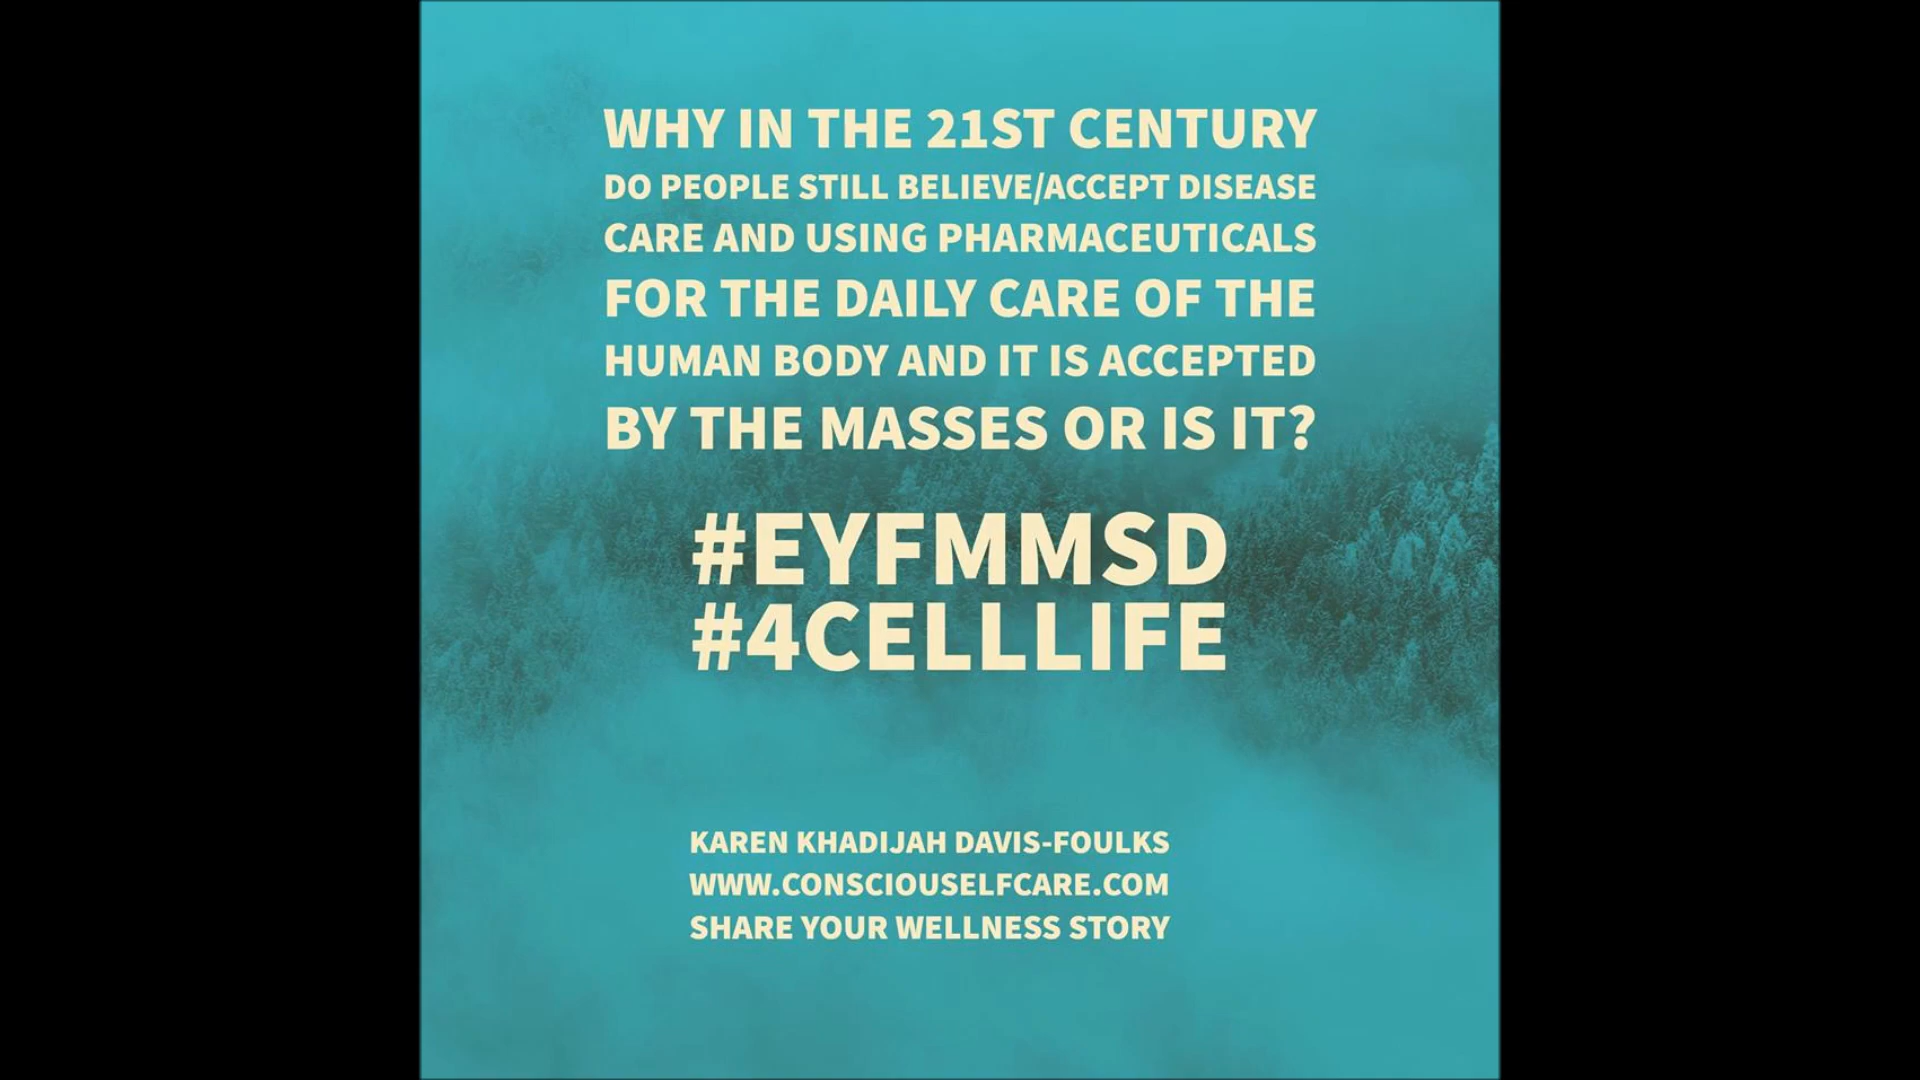 WHY IN THE 21ST CENTURY
DO PEOPLE STILL BELIEVE/ACCEPT DISEASE
CARE AND USING PHARMACEUTICALS
FOR THE DAILY CARE OF THE
HUMAN BODY AND IT IS ACCEPTED
BY THE MASSES OR IS IT?
#EYFMMSD
#4CELLLIFE
KAREN KHADIJAH DAVIS-FOULKS
WWW.CONSCIOUSELFCARE.COM
SHARE YOUR WELLNESS STORY